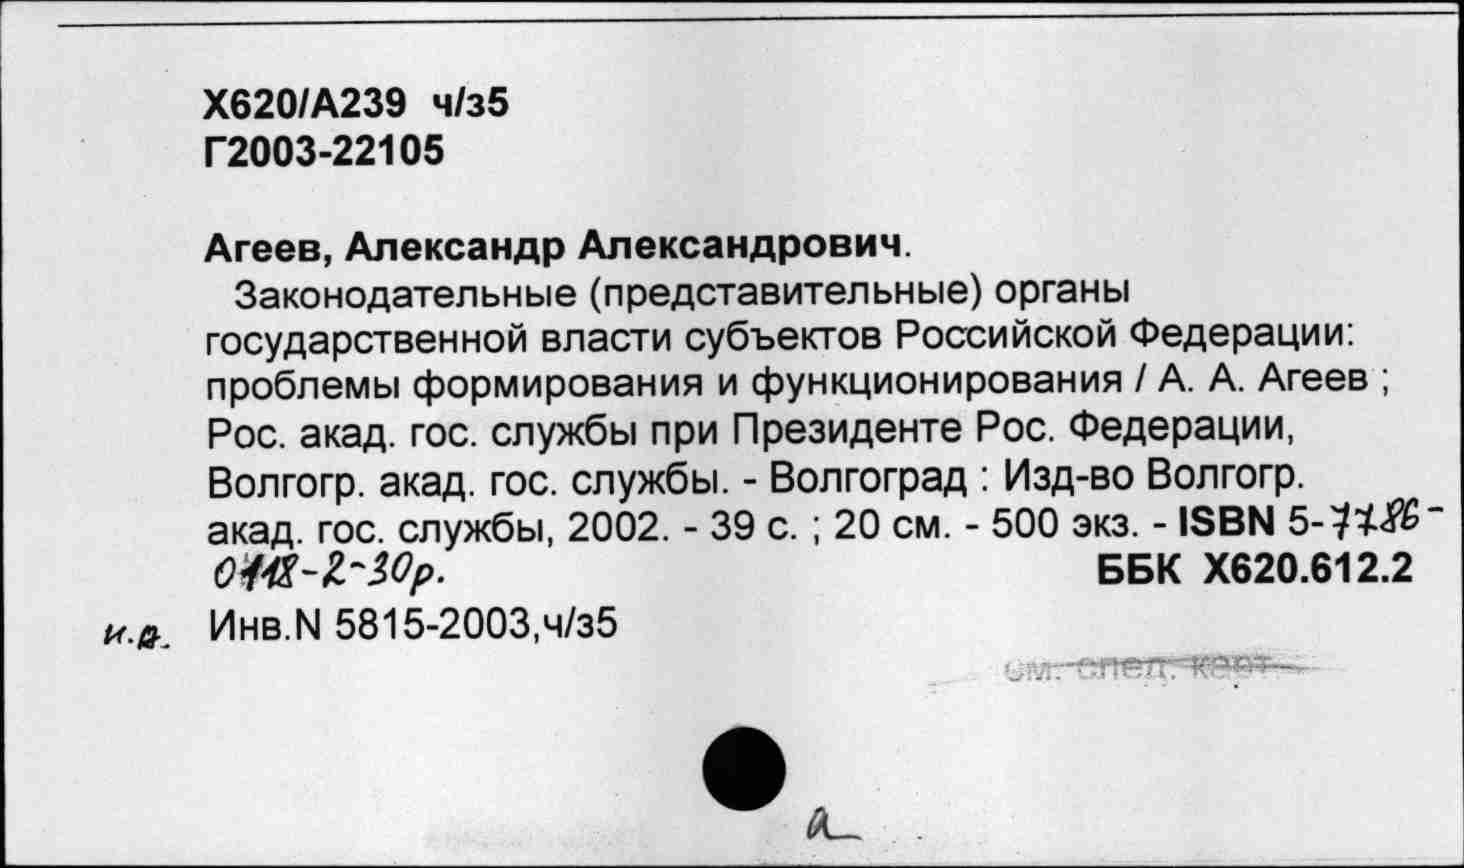 Х620/А239 ч/з5
Г2003-22105
Агеев, Александр Александрович.
Законодательные (представительные) органы
государственной власти субъектов Российской Федерации:
проблемы формирования и функционирования / А. А. Агеев ;
Рос. акад. гос. службы при Президенте Рос. Федерации,
Волгогр. акад. гос. службы. - Волгоград : Изд-во Волгогр.
акад. гос. службы, 2002. - 39 с. ; 20 см. - 500 экз. - ISBN 5-7786-
-2-30р.
ББК Х620.612.2
Инв.N 5815-2003,ч/з5
см. след. карт.
а